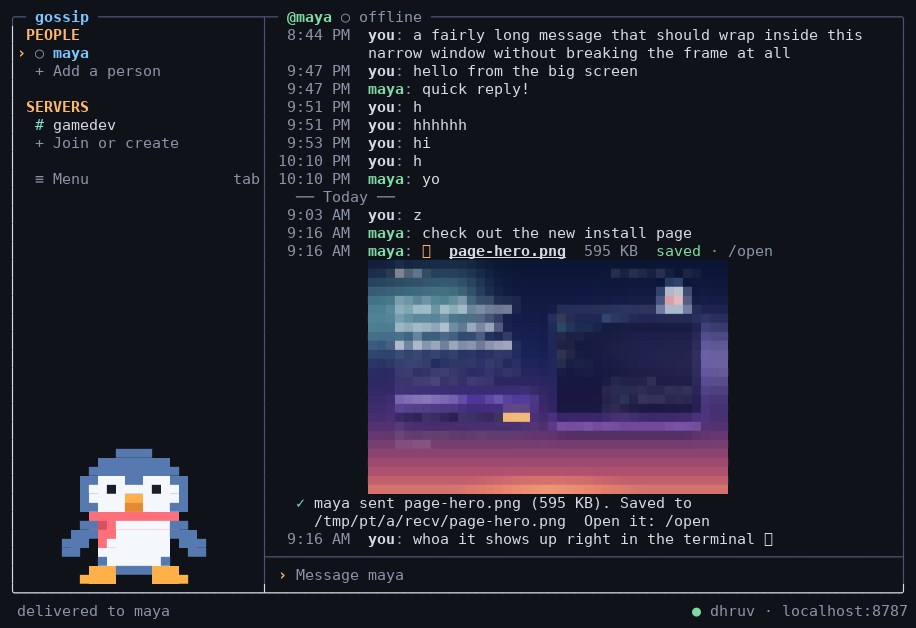 gossip
PEOPLE
› ○ maya
+ Add a person
SERVERS
# gamedev
+ Join or create
≡ Menu tab
@maya ○ offline
8:44 PM you: a fairly long message that should wrap inside this
narrow window without breaking the frame at all
9:47 PM you: hello from the big screen
9:47 PM maya: quick reply!
9:51 PM you: h
9:51 PM you: hhhhhh
9:53 PM you: hi
10:10 PM you: h
10:10 PM maya: yo
── Today ──
9:03 AM you: z
9:16 AM maya: check out the new install page
9:16 AM maya: page-hero.png 595 KB saved · /open
✓ maya sent page-hero.png (595 KB). Saved to
/tmp/pt/a/recv/page-hero.png Open it: /open
9:16 AM you: whoa it shows up right in the terminal
› Message maya
delivered to maya
● dhruv · localhost:8787